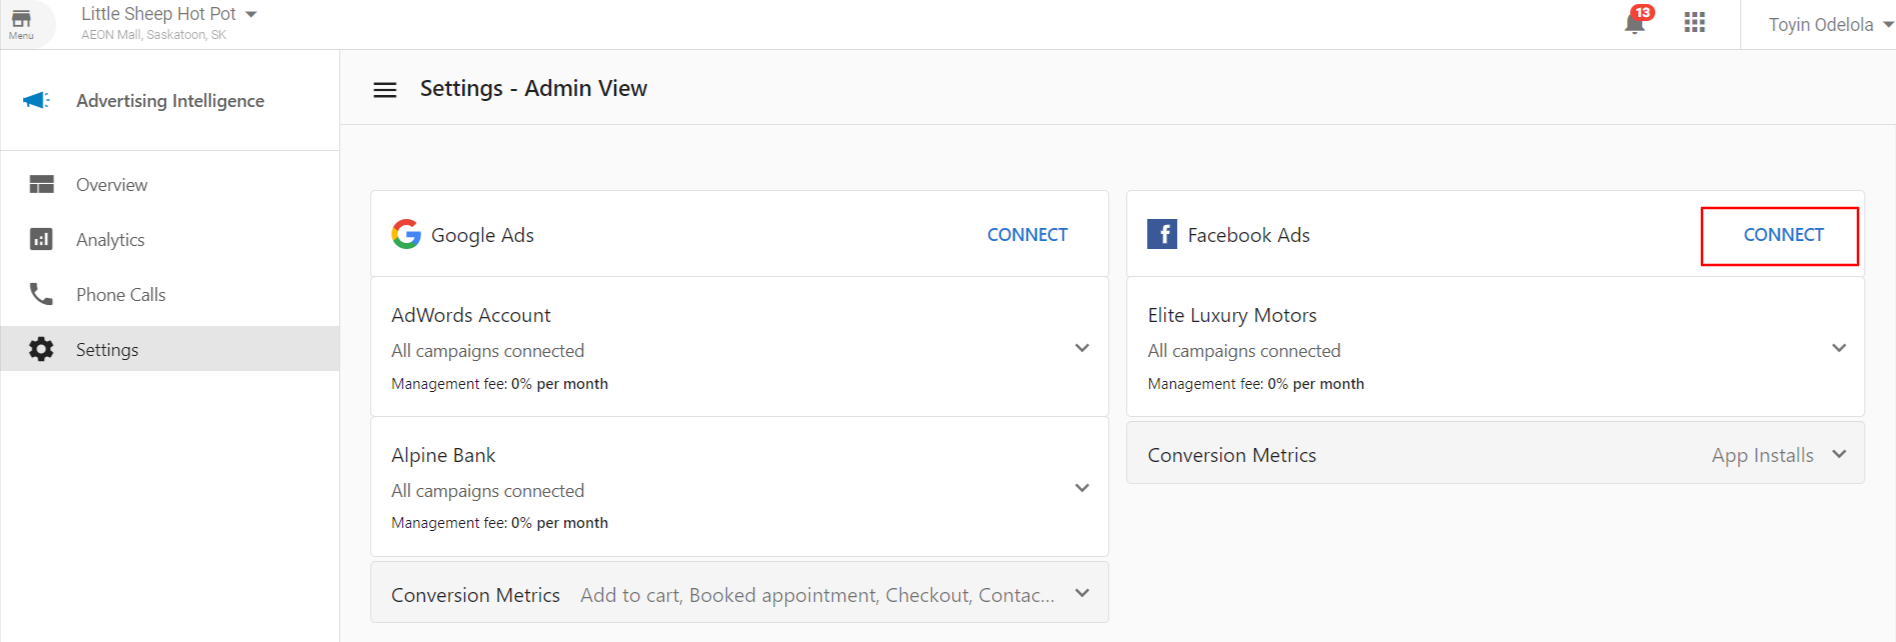 Menu
Little Sheep Hot Pot
AEON Mall, Saskatoon, SK
13
Toyin Odelola
Advertising Intelligence
Overview
Analytics
Phone Calls
Settings
Settings - Admin View
Google Ads
CONNECT
AdWords Account
All campaigns connected
Management fee: 0% per month
Alpine Bank
All campaigns connected
Management fee: 0% per month
Conversion Metrics Add to cart, Booked appointment, Checkout, Contac...
Facebook Ads
CONNECT
Elite Luxury Motors
All campaigns connected
Management fee: 0% per month
Conversion Metrics App Installs